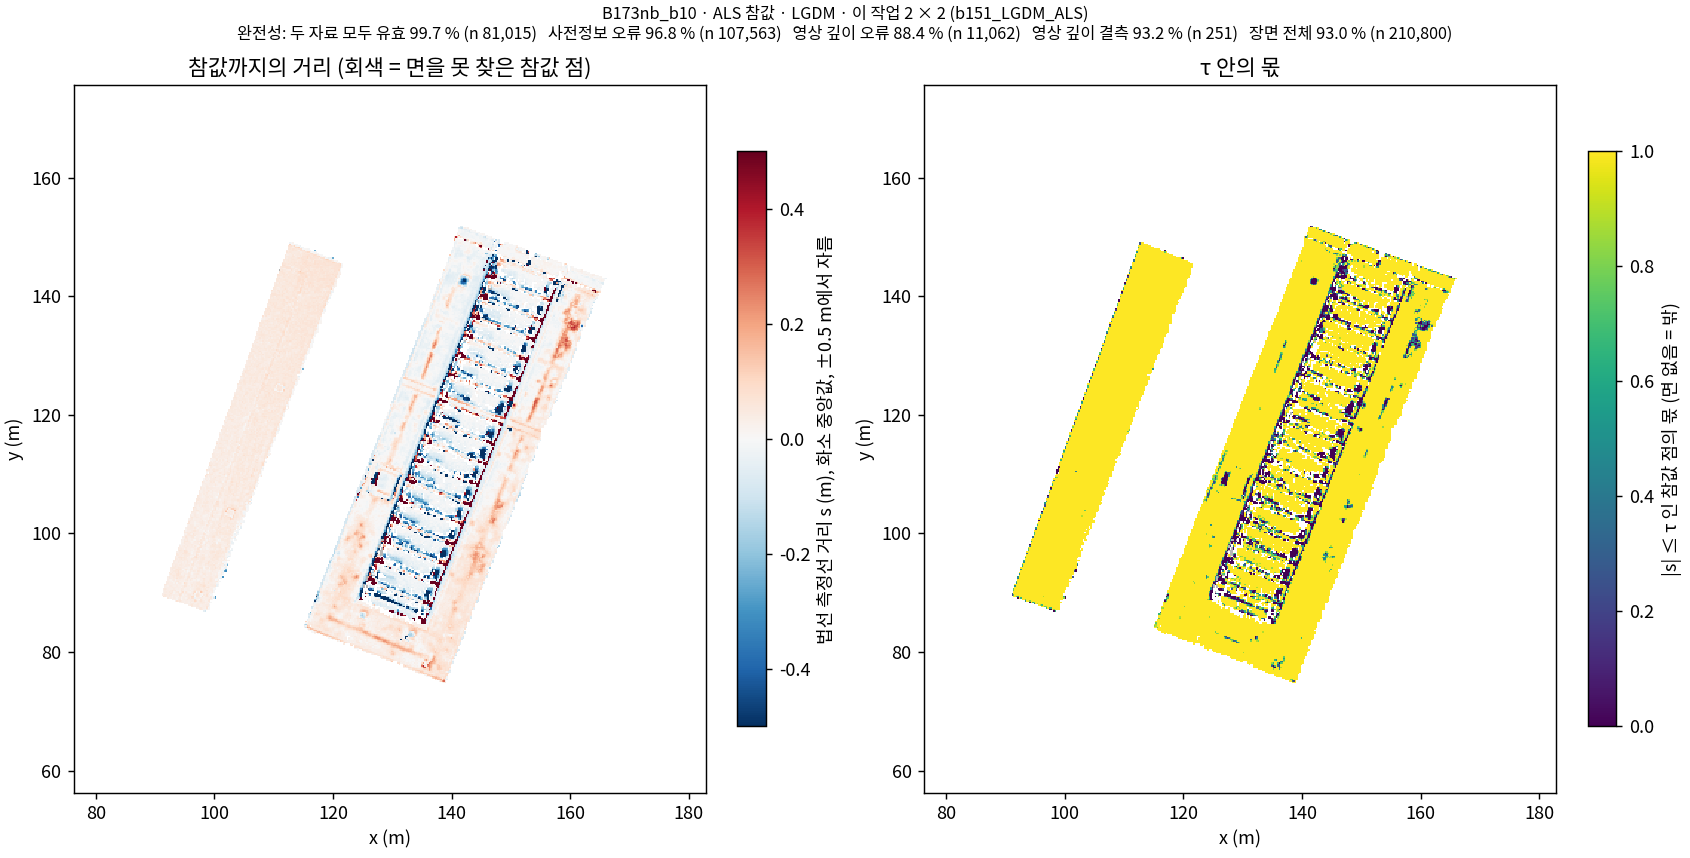 B173nb_b10 · ALS 참값 · LGDM · 이 작업 2 × 2 (b151_LGDM_ALS)
완전성: 두 자료 모두 유효 99.7 % (n 81,015)   사전정보 오류 96.8 % (n 107,563)   영상 깊이 오류 88.4 % (n 11,062)   영상 깊이 결측 93.2 % (n 251)   장면 전체 93.0 % (n 210,800)
참값까지의 거리 (회색 = 면을 못 찾은 참값 점)
160
140
120
100
80
60
y (m)
80 100 120 140 160 180
x (m)
0.4
0.2
0.0
-0.2
-0.4
법선 측정선 거리 s (m), 화소 중앙값, ±0.5 m에서 자름
τ 안의 몫
160
140
120
100
80
60
y (m)
80 100 120 140 160 180
x (m)
1.0
0.8
0.6
0.4
0.2
0.0
|s| ≤ τ 인 참값 점의 몫 (면 없음 = 밖)